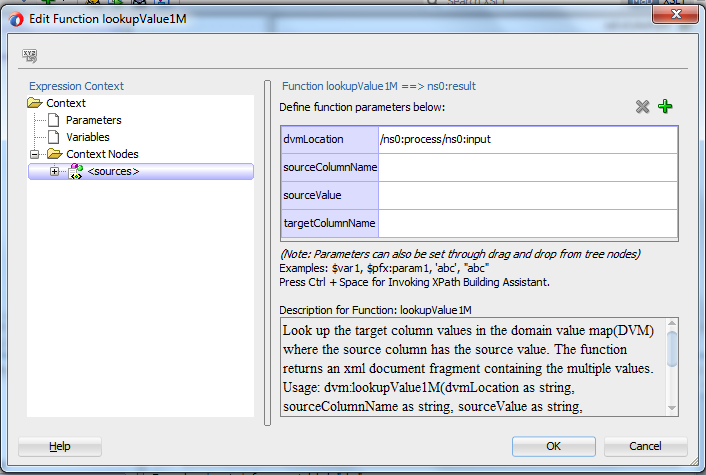 Search XSLT
Edit Function lookupValue1M
Expression Context
Context
Parameters
Variables
Context Nodes
<sources>
Function lookupValue1M ==> ns0:result
Define function parameters below:
dvmLocation /ns0:process/ns0:input
sourceColumnName
sourceValue
targetColumnName
(Note: Parameters can also be set through drag and drop from tree nodes)
Examples: $var1, $pfx:param1, 'abc', "abc"
Press Ctrl + Space for Invoking XPath Building Assistant.
Description for Function: lookupValue1M
Look up the target column values in the domain value map(DVM)
where the source column has the source value. The function
returns an xml document fragment containing the multiple values.
Usage: dvm:lookupValue1M(dvmLocation as string,
sourceColumnName as string, sourceValue as string,
Help
OK
Cancel